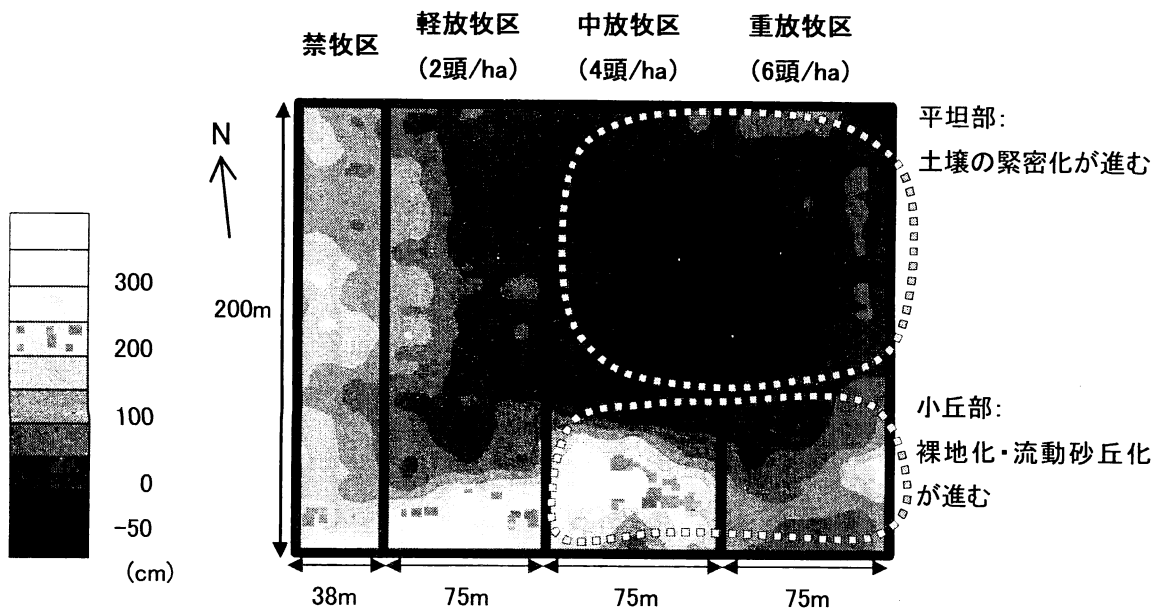 禁牧区
軽放牧区
(2頭/ha)
中放牧区
(4頭/ha)
重放牧区
(6頭/ha)
N
200m
平坦部:
土壌の緊密化が進む
小丘部:
裸地化・流動砂丘化
が進む
300
200
100
0
-50
(cm)
38m
75m
75m
75m